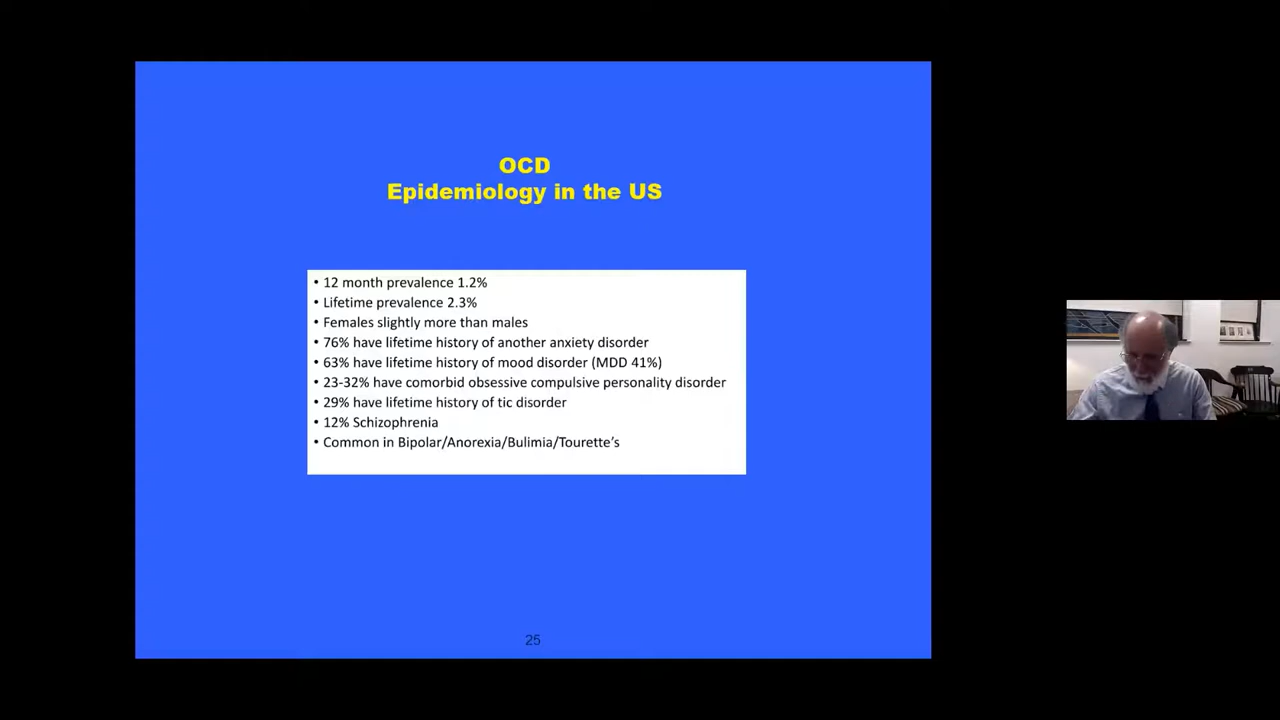 OCD
Epidemiology in the US
• 12 month prevalence 1.2%
• Lifetime prevalence 2.3%
• Females slightly more than males
• 76% have lifetime history of another anxiety disorder
• 63% have lifetime history of mood disorder (MDD 41%)
• 23-32% have comorbid obsessive compulsive personality disorder
• 29% have lifetime history of tic disorder
• 12% Schizophrenia
• Common in Bipolar/Anorexia/Bulimia/Tourette’s
25